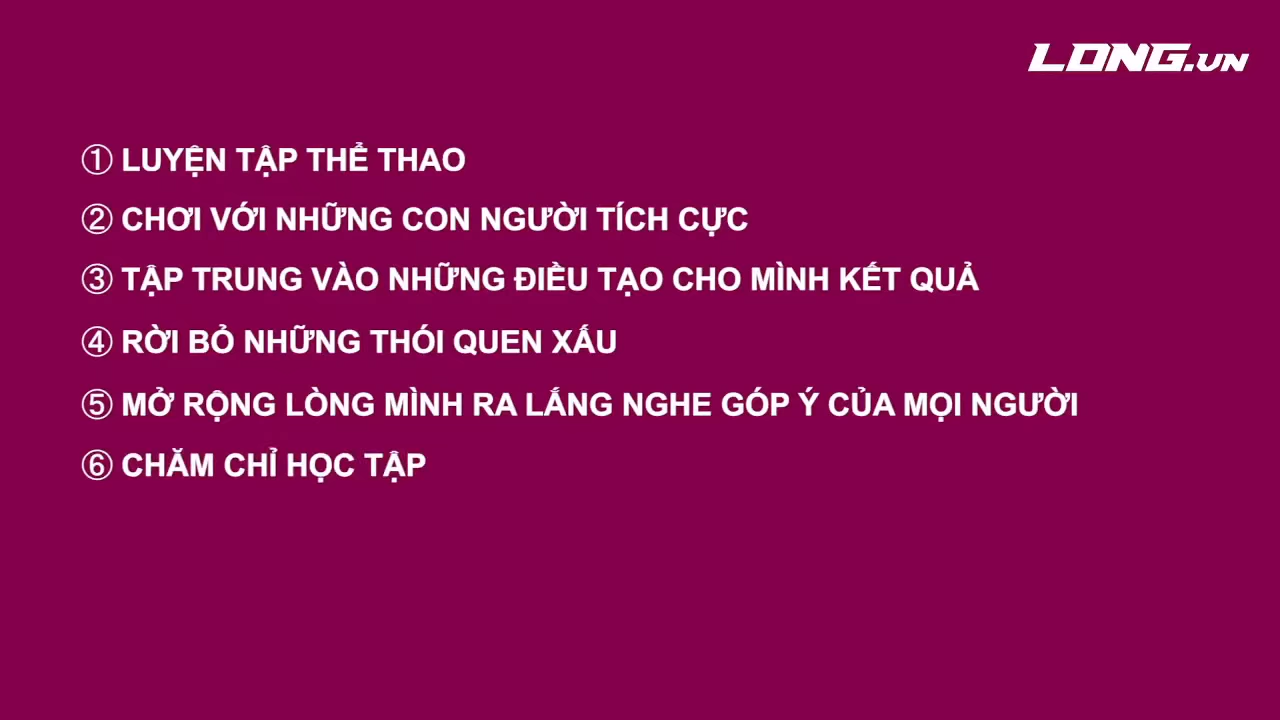 LONG.VN
① LUYỆN TẬP THỂ THAO
② CHƠI VỚI NHỮNG CON NGƯỜI TÍCH CỰC
③ TẬP TRUNG VÀO NHỮNG ĐIỀU TẠO CHO MÌNH KẾT QUẢ
④ RỜI BỎ NHỮNG THÓI QUEN XẤU
⑤ MỞ RỘNG LÒNG MÌNH RA LẮNG NGHE GÓP Ý CỦA MỌI NGƯỜI
⑥ CHĂM CHỈ HỌC TẬP